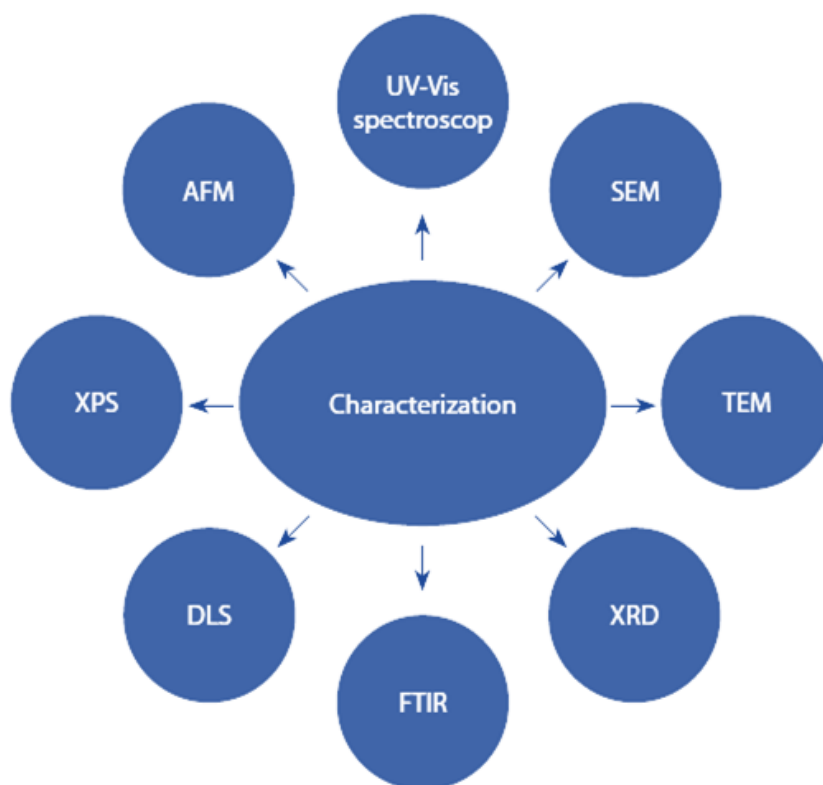 UV-Vis
spectroscop
AFM
SEM
XPS
Characterization
TEM
DLS
XRD
FTIR